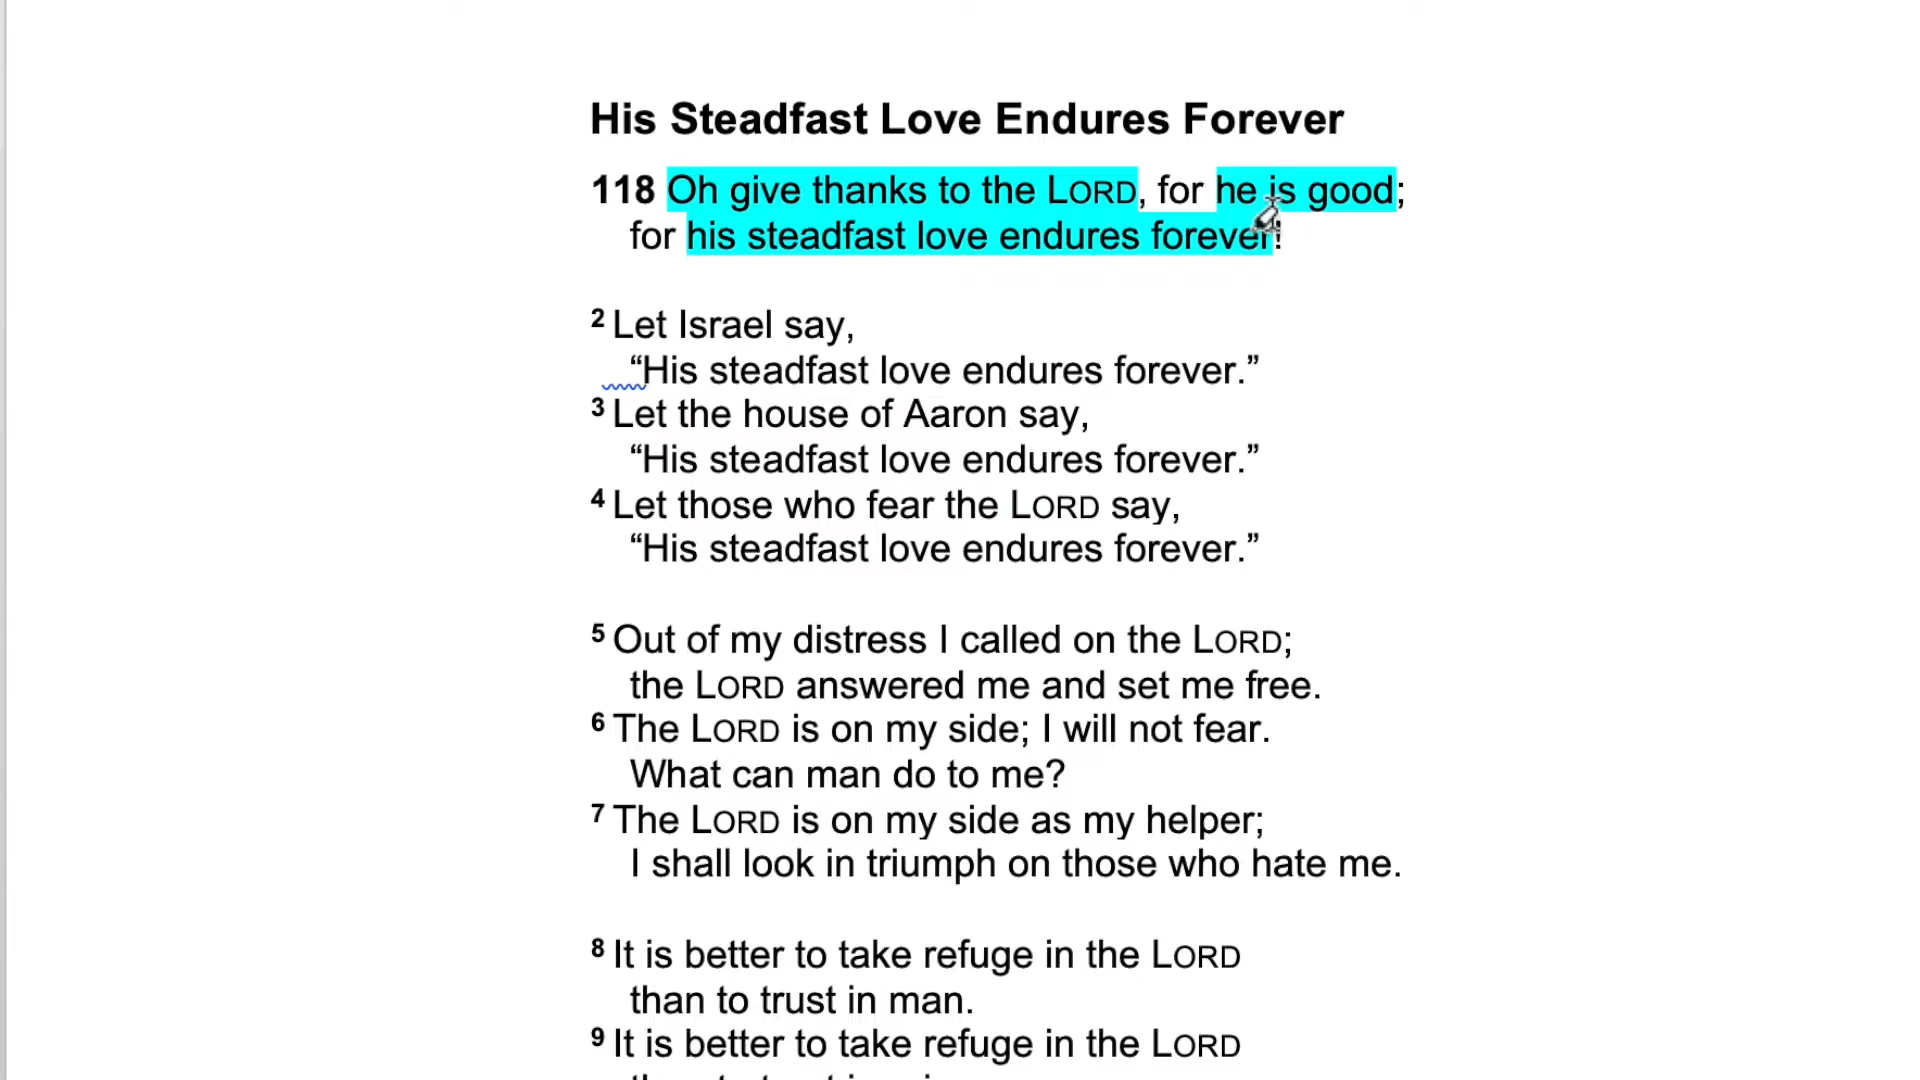 His Steadfast Love Endures Forever
118 Oh give thanks to the LORD, for he is good;
for his steadfast love endures forever!
2 Let Israel say,
“His steadfast love endures forever.”
3 Let the house of Aaron say,
“His steadfast love endures forever.”
4 Let those who fear the LORD say,
“His steadfast love endures forever.”
5 Out of my distress I called on the LORD;
the LORD answered me and set me free.
6 The LORD is on my side; I will not fear.
What can man do to me?
7 The LORD is on my side as my helper;
I shall look in triumph on those who hate me.
8 It is better to take refuge in the LORD
than to trust in man.
9 It is better to take refuge in the LORD